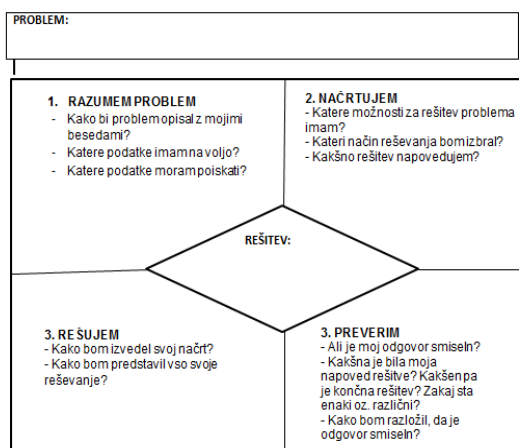 PROBLEM:
1. RAZUMEM PROBLEM
- Kako bi problem opisal z mojimi
besedami?
- Katere podatke imam na voljo?
- Katere podatke moram poiskati?
2. NAČRTUJEM
- Katere možnosti za rešitev problema
imam?
- Kateri način reševanja bom izbral?
- Kakšno rešitev napovedujem?
REŠITEV:
3. REŠUJEM
- Kako bom izvedel svoj načrt?
- Kako bom predstavil vso svoje
reševanje?
3. PREVERIM
- Ali je moj odgovor smiseln?
- Kakšna je bila moja
napoved rešitve? Kakšen pa
je končna rešitev? Zakaj sta
enaki oz. različni?
- Kako bom razložil, da je
odgovor smiseln?